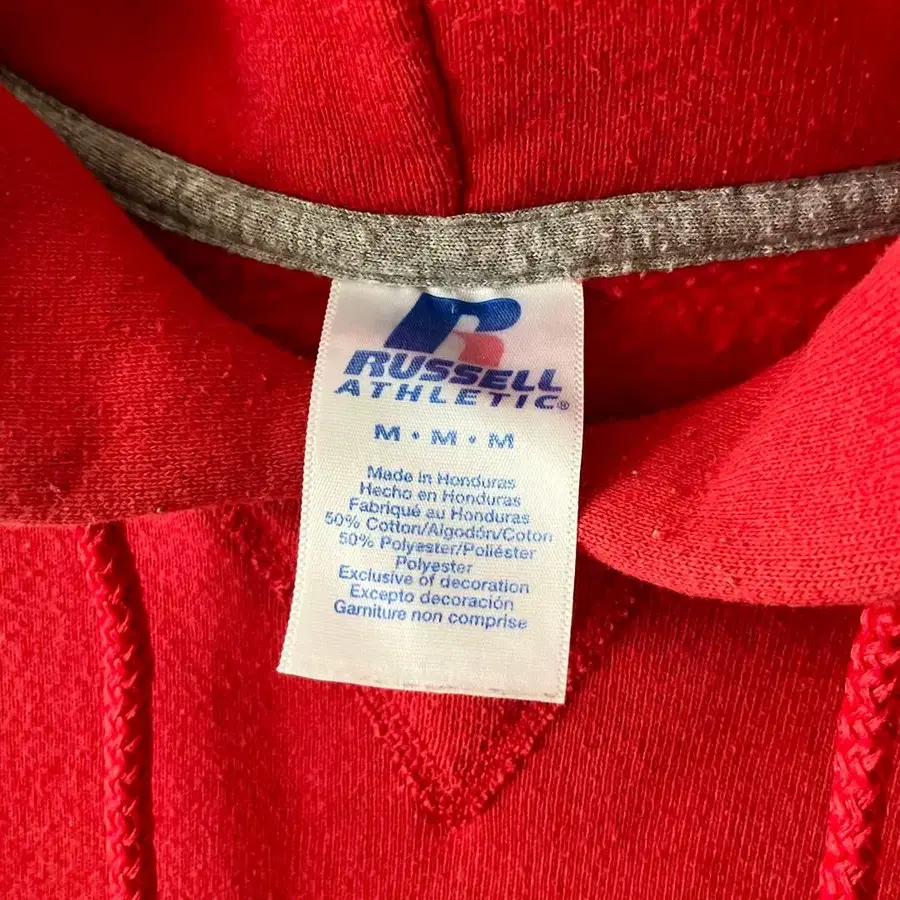 RUSSELL
ATHLETIC®
M • M • M
Made in Honduras
Hecho en Honduras
Fabriqué au Honduras
50% Cotton/Algodón/Coton
50% Polyester/Poliéster
Polyester
Exclusive of decoration
Excepto decoración
Garniture non comprise